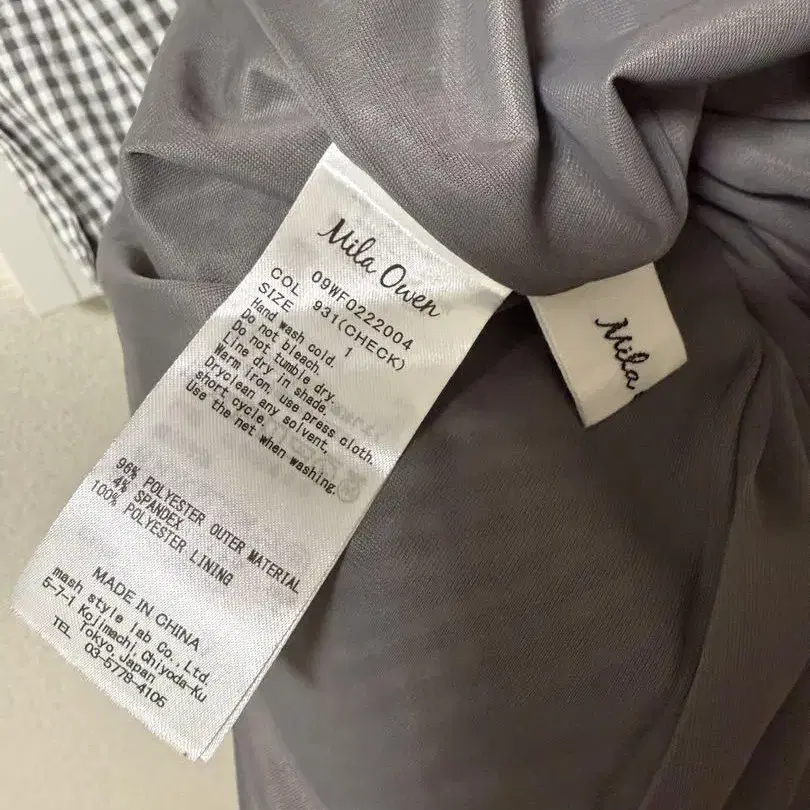 Mila Owen
09WF0222004
COL 931(CHECK)
SIZE 1
Hand wash cold.
Do not bleach.
Do not tumble dry.
Line dry in shade.
Warm iron, use press cloth.
Dryclean any solvent,
short cycle.
Use the net when washing.
96% POLYESTER OUTER MATERIAL
4% SPANDEX
100% POLYESTER LINING
MADE IN CHINA
mash style lab Co.,Ltd.
5-7-1 Kojimachi,Chiyoda-Ku
Tokyo,Japan
TEL 03-5778-4105
Mila